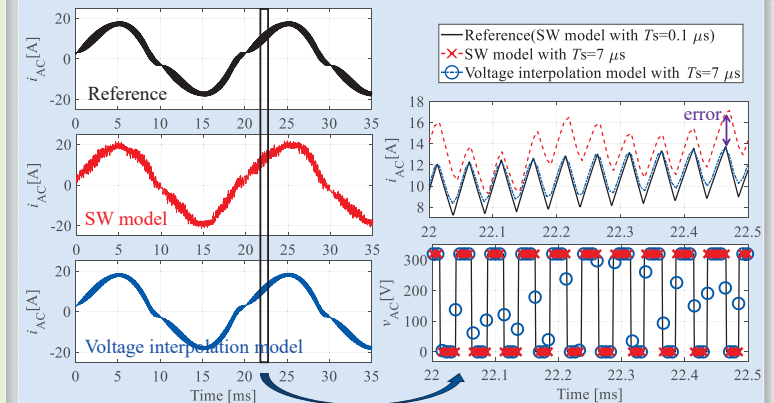 20
0
-20
i_AC[A]
Reference
0 5 10 15 20 25 30 35
20
0
-20
i_AC[A]
SW model
0 5 10 15 20 25 30 35
20
0
-20
i_AC[A]
Voltage interpolation model
0 5 10 15 20 25 30 35
Time [ms]
Reference(SW model with Ts=0.1 μs)
SW model with Ts=7 μs
Voltage interpolation model with Ts=7 μs
18
16
14
12
10
8
i_AC[A]
error
22 22.1 22.2 22.3 22.4 22.5
300
200
100
0
v_AC[V]
22 22.1 22.2 22.3 22.4 22.5
Time [ms]